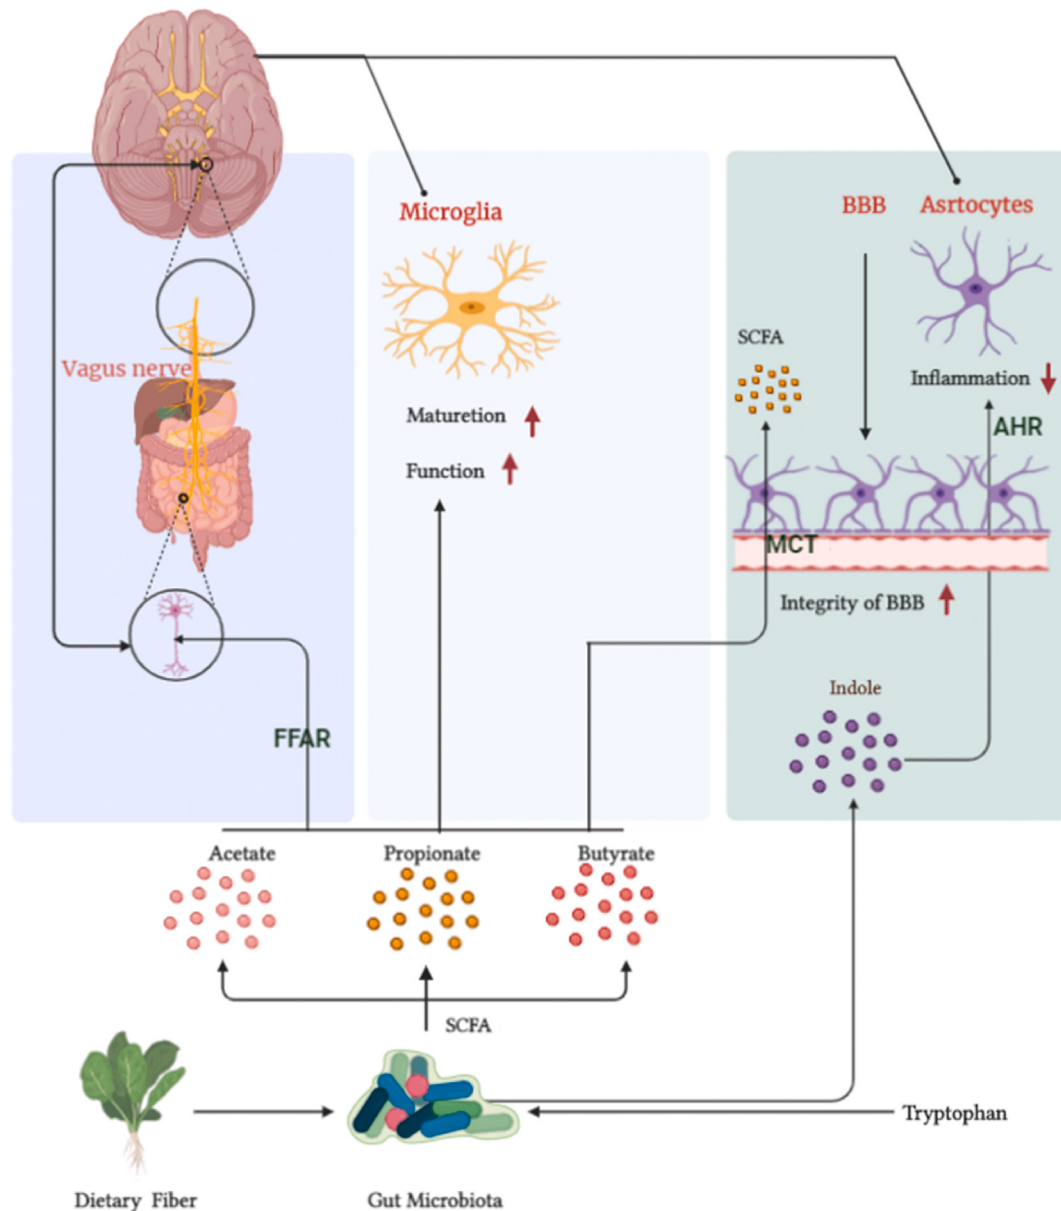 Microglia
BBB
Asrtocytes
SCFA
Vagus nerve
Inflammation
Maturetion
AHR
Function
MCT
Integrity of BBB
Indole
FFAR
Acetate
Propionate
Butyrate
SCFA
Tryptophan
Dietary Fiber
Gut Microbiota